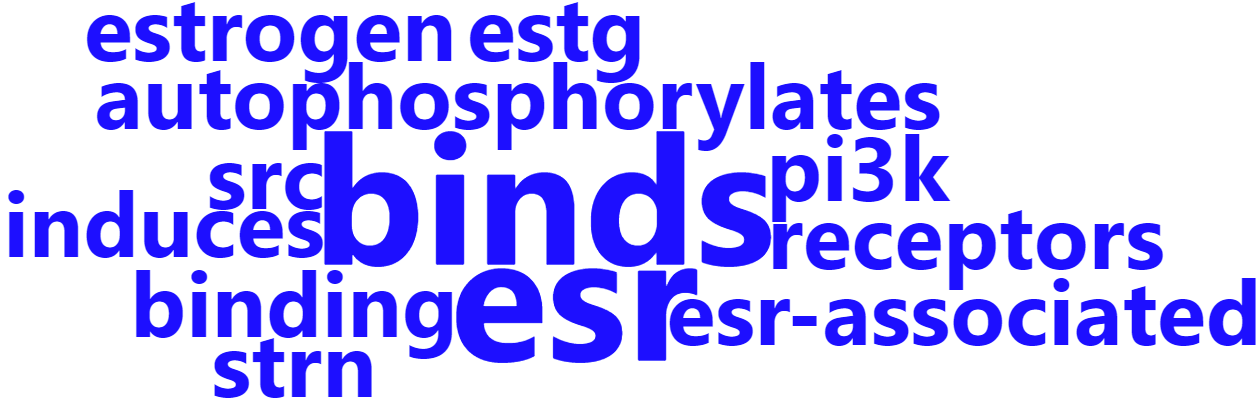 estrogen estg
autophosphorylates
src binds pi3k
induces receptors
binding esr esr-associated
strn